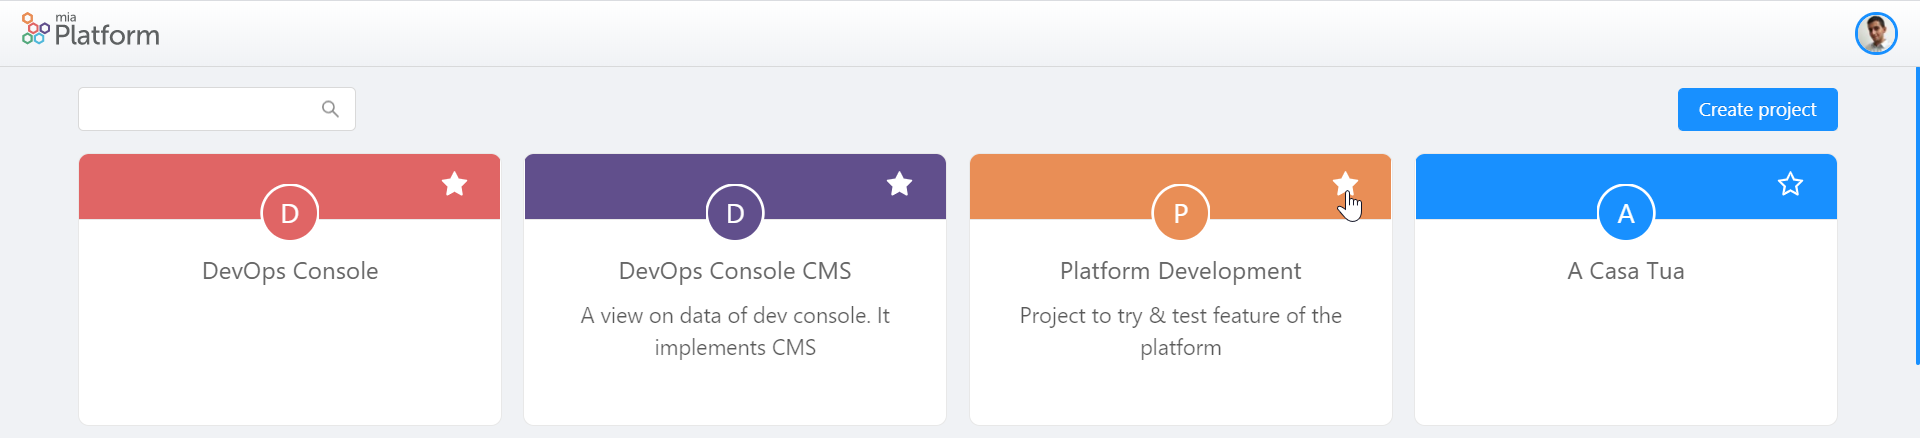 mia
Platform
Create project
D
DevOps Console
D
DevOps Console CMS
A view on data of dev console. It
implements CMS
P
Platform Development
Project to try & test feature of the
platform
A
A Casa Tua